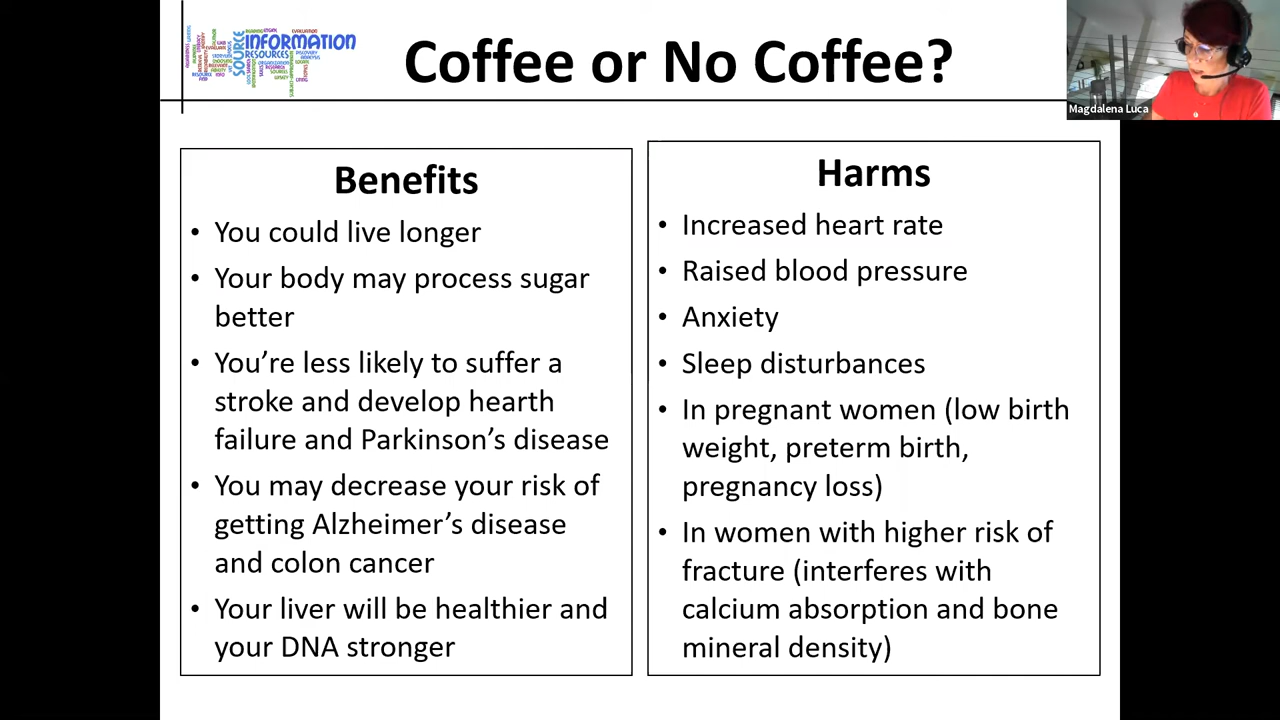 SOURCE
INFORMATION
RESOURCES
Coffee or No Coffee?
Magdalena Luca
Benefits
• You could live longer
• Your body may process sugar
better
• You’re less likely to suffer a
stroke and develop hearth
failure and Parkinson’s disease
• You may decrease your risk of
getting Alzheimer’s disease
and colon cancer
• Your liver will be healthier and
your DNA stronger
Harms
• Increased heart rate
• Raised blood pressure
• Anxiety
• Sleep disturbances
• In pregnant women (low birth
weight, preterm birth,
pregnancy loss)
• In women with higher risk of
fracture (interferes with
calcium absorption and bone
mineral density)